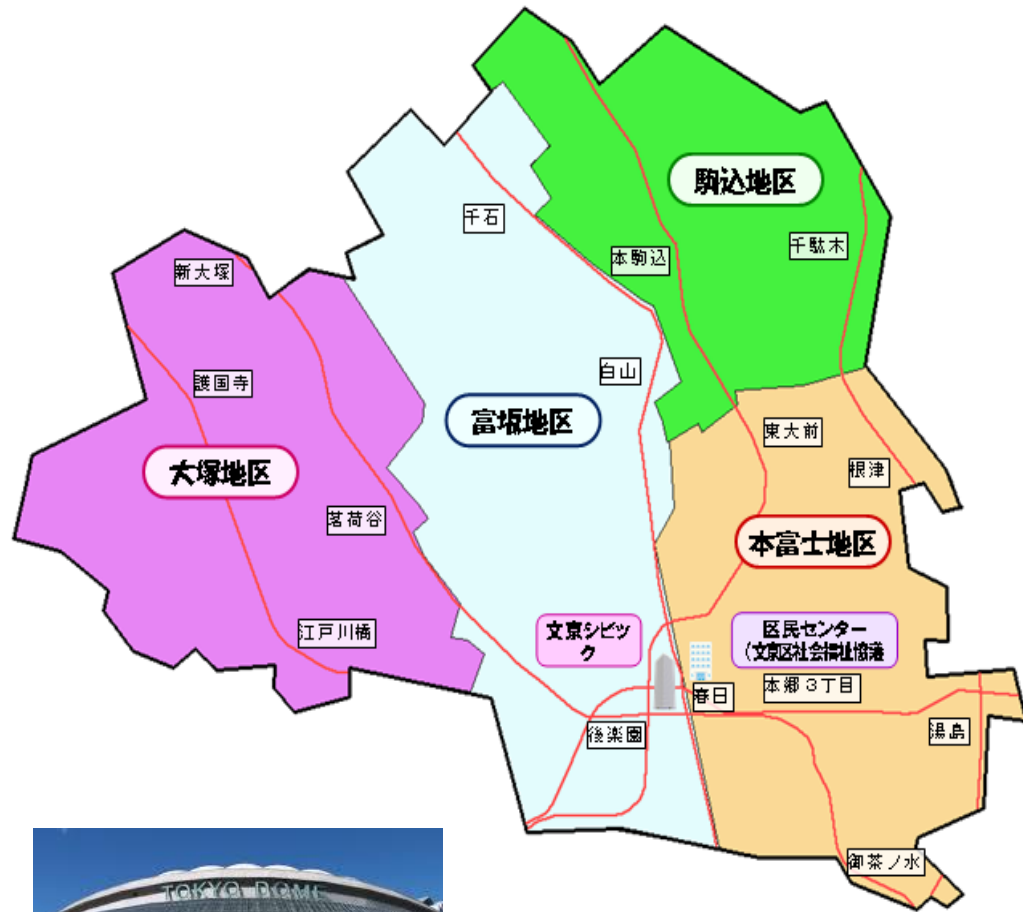 駒込地区
千石
千駄木
本駒込
新大塚
護国寺
白山
富坂地区
東大前
大塚地区
根津
茗荷谷
本富士地区
文京シビッ
ク
区民センター
(文京区社会福祉協議
江戸川橋
本郷3丁目
春日
後楽園
湯島
御茶ノ水
TOKYO DOME